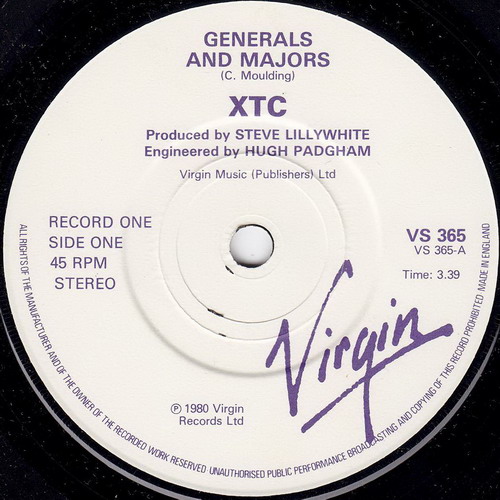 GENERALS
AND MAJORS
(C. Moulding)
XTC
Produced by STEVE LILLYWHITE
Engineered by HUGH PADGHAM
Virgin Music (Publishers) Ltd
RECORD ONE
SIDE ONE
45 RPM
STEREO
VS 365
VS 365-A
Time: 3.39
Virgin
℗ 1980 Virgin
Records Ltd
ALL RIGHTS OF THE MANUFACTURER AND OF THE OWNER OF THE RECORDED WORK RESERVED · UNAUTHORISED PUBLIC PERFORMANCE BROADCASTING AND COPYING OF THIS RECORD PROHIBITED MADE IN ENGLAND